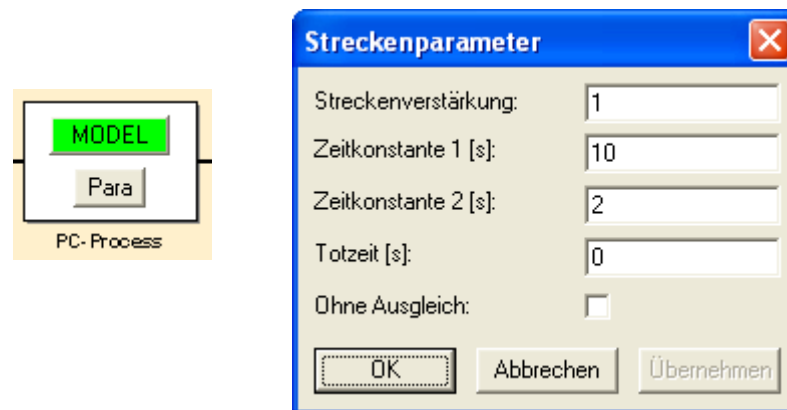 MODEL
Para
PC-Process
Streckenparameter
Streckenverstärkung: 1
Zeitkonstante 1 [s]: 10
Zeitkonstante 2 [s]: 2
Totzeit [s]: 0
Ohne Ausgleich:
OK Abbrechen Übernehmen